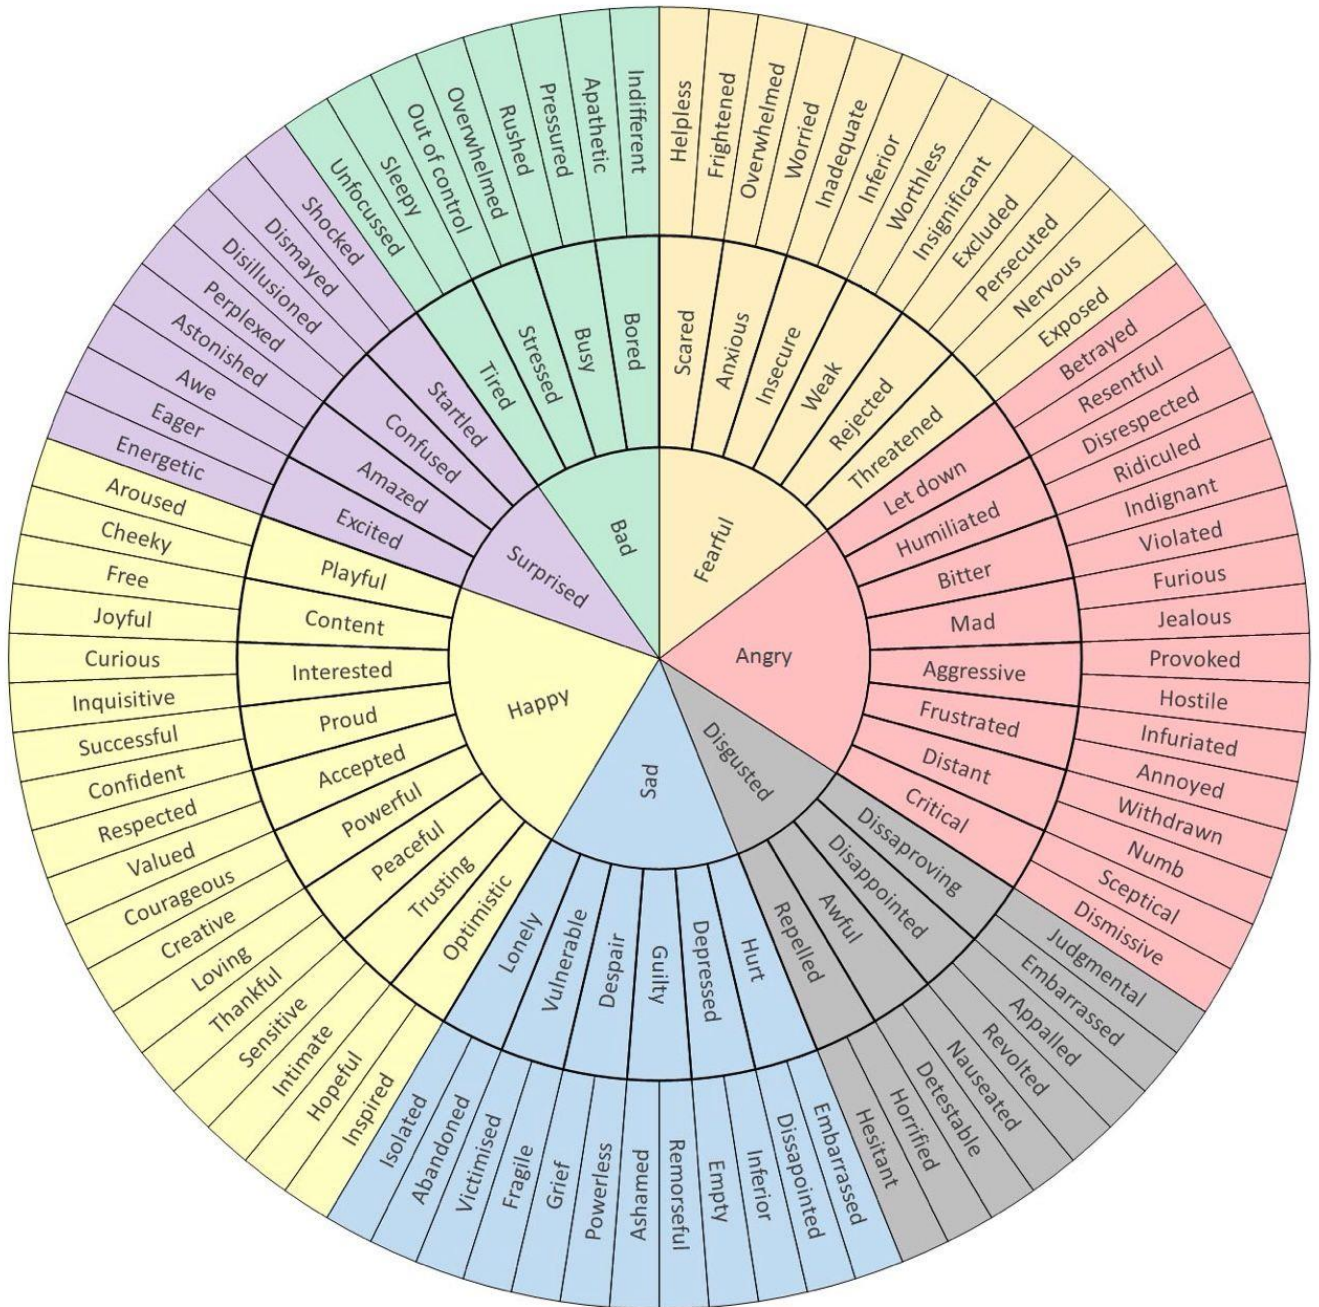 Fearful
Angry
Disgusted
Sad
Happy
Surprised
Bad
Scared
Anxious
Insecure
Weak
Rejected
Threatened
Let down
Humiliated
Bitter
Mad
Aggressive
Frustrated
Distant
Critical
Dissaproving
Disappointed
Awful
Repelled
Hurt
Depressed
Guilty
Despair
Vulnerable
Lonely
Optimistic
Trusting
Peaceful
Powerful
Accepted
Proud
Interested
Content
Playful
Excited
Amazed
Confused
Startled
Tired
Stressed
Busy
Bored
Helpless
Frightened
Overwhelmed
Worried
Inadequate
Inferior
Worthless
Insignificant
Excluded
Persecuted
Nervous
Exposed
Betrayed
Resentful
Disrespected
Ridiculed
Indignant
Violated
Furious
Jealous
Provoked
Hostile
Infuriated
Annoyed
Withdrawn
Numb
Sceptical
Dismissive
Judgmental
Embarrassed
Appalled
Revolted
Nauseated
Detestable
Horrified
Hesitant
Embarrassed
Dissapointed
Inferior
Empty
Remorseful
Ashamed
Powerless
Grief
Fragile
Victimised
Abandoned
Isolated
Inspired
Hopeful
Intimate
Sensitive
Thankful
Loving
Creative
Courageous
Valued
Respected
Confident
Successful
Inquisitive
Curious
Joyful
Free
Cheeky
Aroused
Energetic
Eager
Awe
Astonished
Perplexed
Disillusioned
Dismayed
Shocked
Unfocussed
Sleepy
Out of control
Overwhelmed
Rushed
Pressured
Apathetic
Indifferent